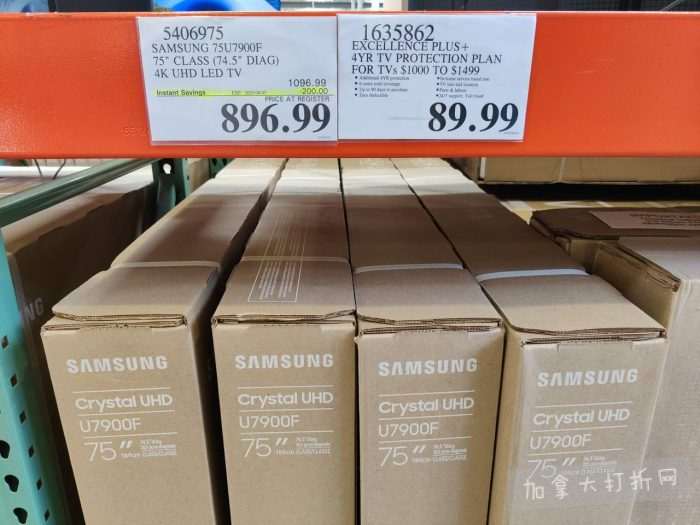 5406975
SAMSUNG 75U7900F
75" CLASS (74.5" DIAG)
4K UHD LED TV
1096.99
Instant Savings
-200.00
PRICE AT REGISTER
896.99
1635862
EXCELLENCE PLUS+
4YR TV PROTECTION PLAN
FOR TVs $1000 TO $1499
89.99
SAMSUNG
Crystal UHD
U7900F
75"
SAMSUNG
Crystal UHD
U7900F
75"
SAMSUNG
Crystal UHD
U7900F
75"
SAMSUNG
Crystal UHD
U7900F
75"
加拿大打折网